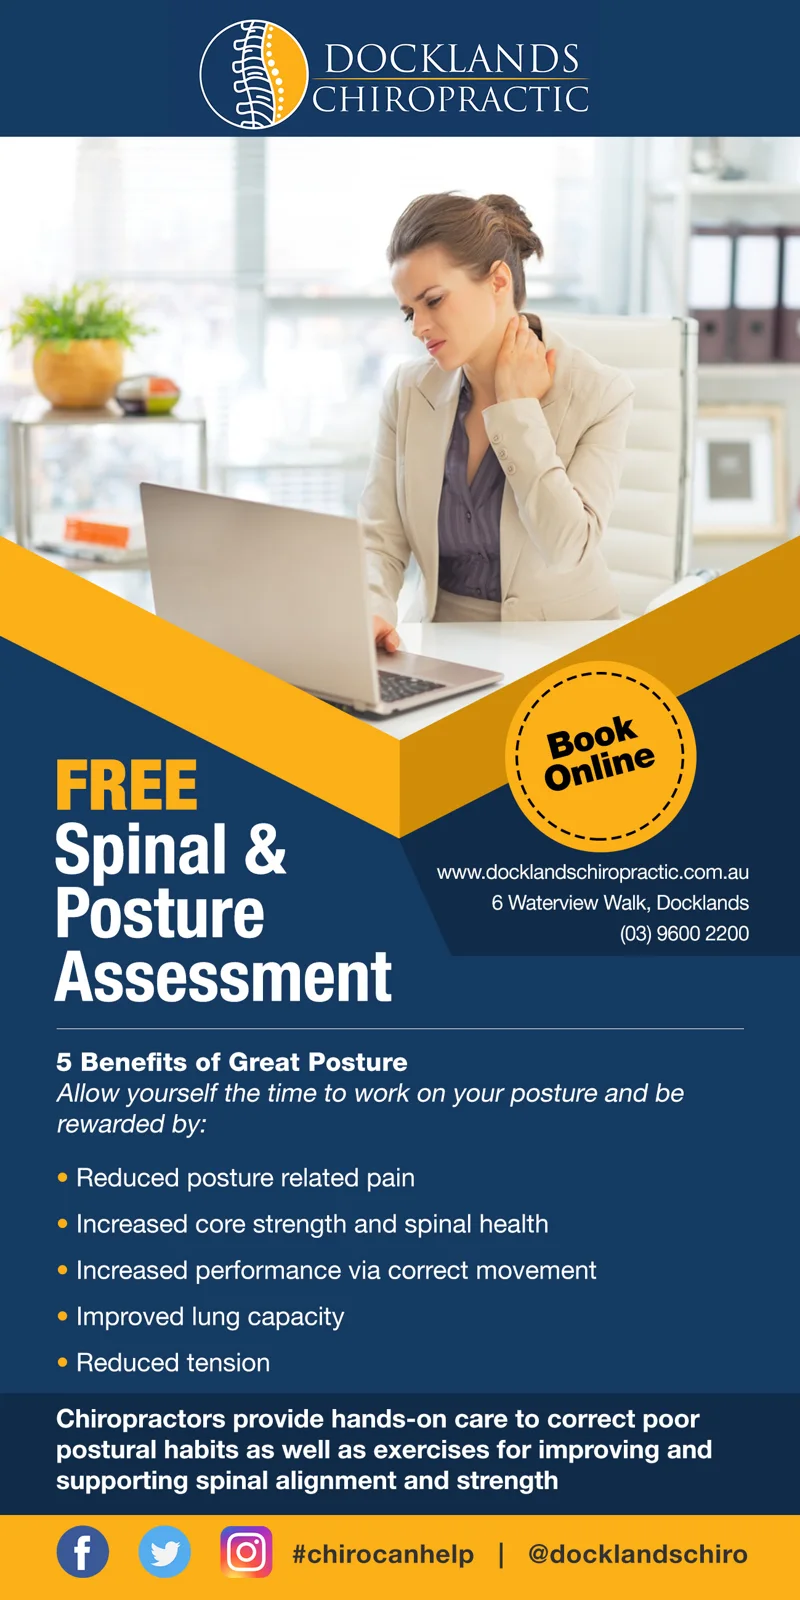 DOCKLANDS
CHIROPRACTIC
Book
Online
FREE
Spinal &
Posture
Assessment
www.docklandschiropractic.com.au
6 Waterview Walk, Docklands
(03) 9600 2200
5 Benefits of Great Posture
Allow yourself the time to work on your posture and be
rewarded by:
• Reduced posture related pain
• Increased core strength and spinal health
• Increased performance via correct movement
• Improved lung capacity
• Reduced tension
Chiropractors provide hands-on care to correct poor
postural habits as well as exercises for improving and
supporting spinal alignment and strength
#chirocanhelp | @docklandschiro